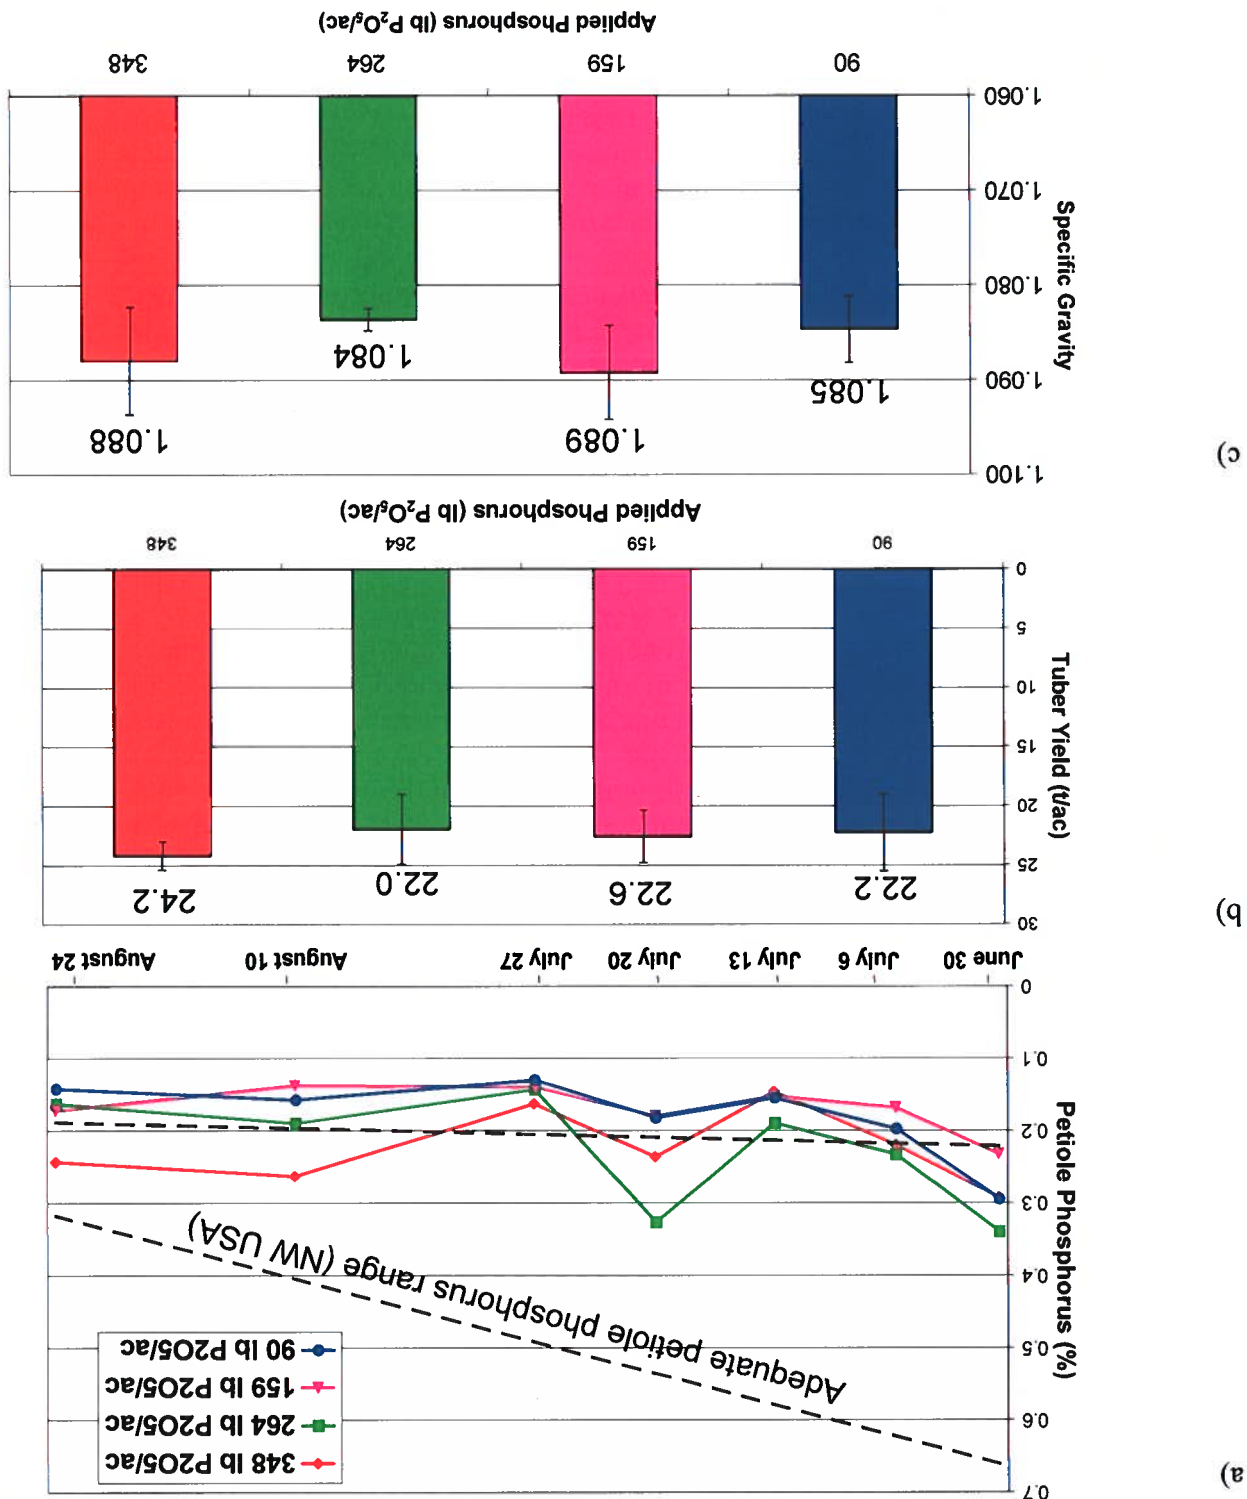 a)
0.7
0.6
0.5
0.4
0.3
0.2
0.1
0
Petiole Phosphorus (%)
348 lb P2O5/ac
264 lb P2O5/ac
159 lb P2O5/ac
90 lb P2O5/ac
Adequate petiole phosphorus range (NW USA)
June 30 July 6 July 13 July 20 July 27 August 10 August 24
b)
30
25
20
15
10
5
0
Tuber Yield (t/ac)
22.2 22.6 22.0 24.2
90 159 264 348
Applied Phosphorus (lb P₂O₅/ac)
c)
1.100
1.090
1.080
1.070
1.060
Specific Gravity
1.085 1.089 1.084 1.088
90 159 264 348
Applied Phosphorus (lb P₂O₅/ac)